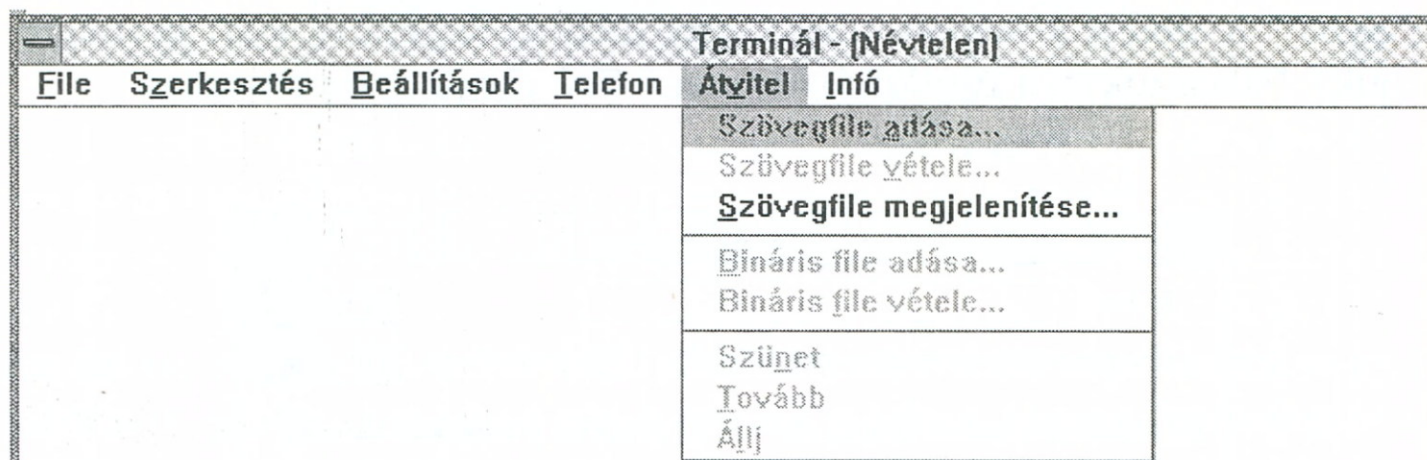 Terminál - (Névtelen)
File Szerkesztés Beállítások Telefon Átvitel Infó
Szövegfile adása...
Szövegfile vétele...
Szövegfile megjelenítése...
Bináris file adása...
Bináris file vétele...
Szünet
Tovább
Állj